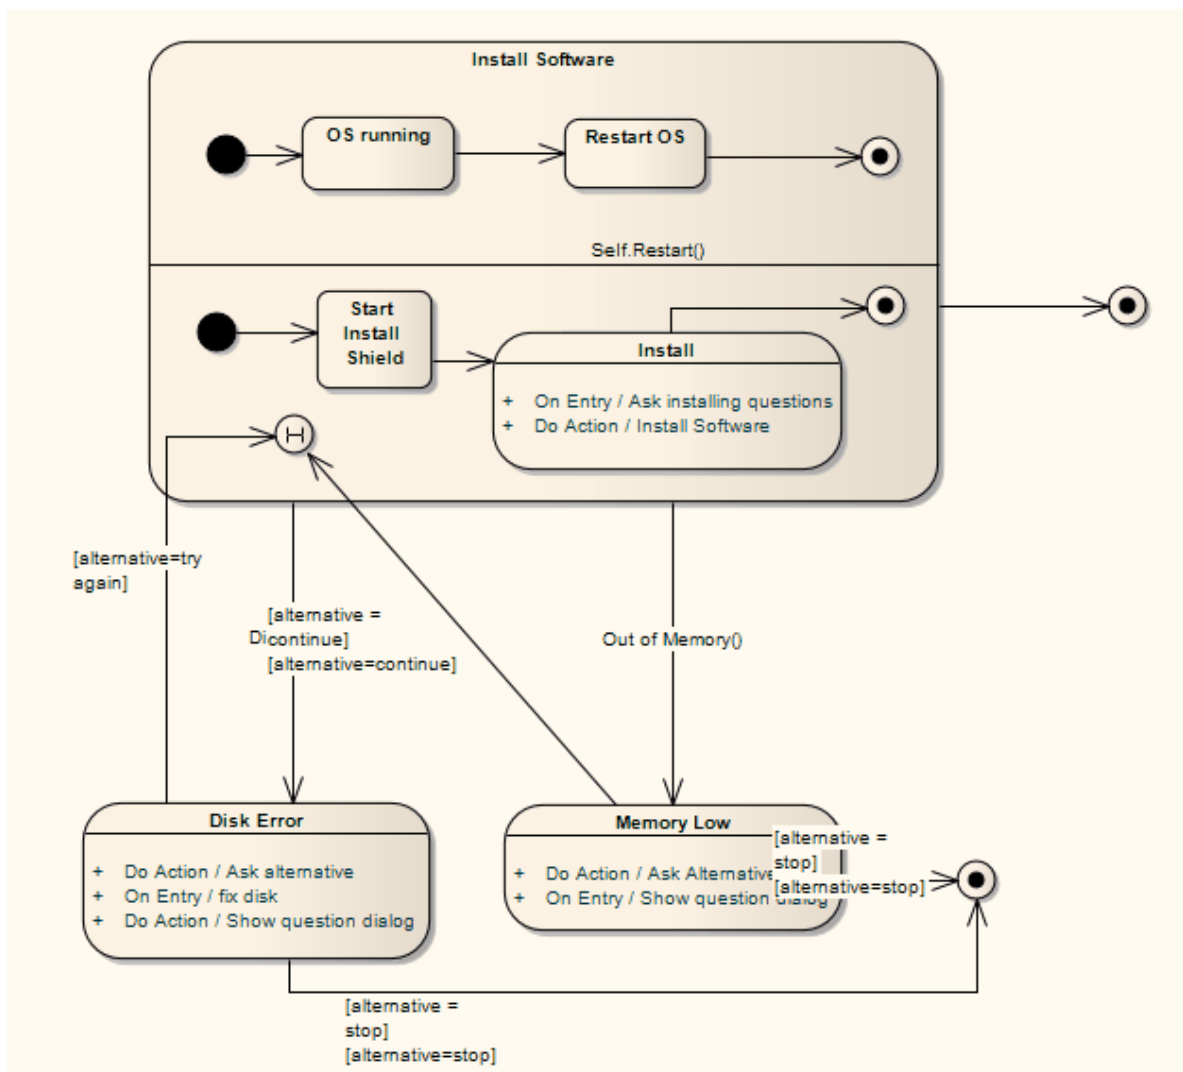 Install Software
OS running
Restart OS
Self.Restart()
Start
Install
Shield
Install
+ On Entry / Ask installing questions
+ Do Action / Install Software
H
[alternative=try
again]
[alternative =
Dicontinue]
[alternative=continue]
Out of Memory()
Disk Error
+ Do Action / Ask alternative
+ On Entry / fix disk
+ Do Action / Show question dialog
Memory Low
+ Do Action / Ask Alternative
+ On Entry / Show question dialog
[alternative =
stop]
[alternative=stop]
[alternative =
stop]
[alternative=stop]